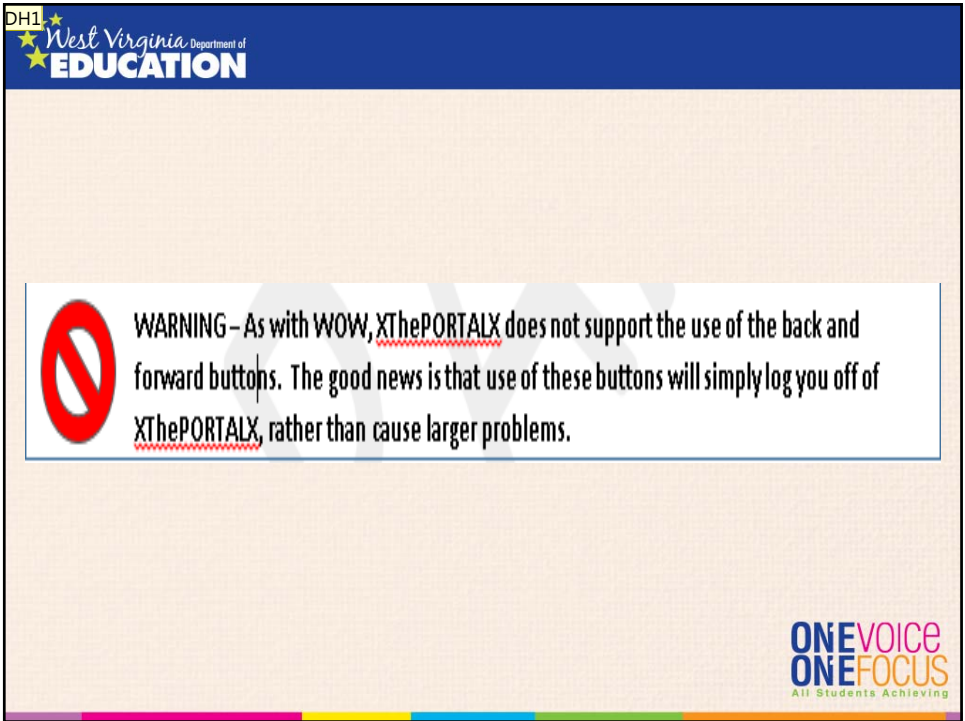 DH1
West Virginia Department of
EDUCATION
WARNING – As with WOW, XThePORTALX does not support the use of the back and
forward buttons. The good news is that use of these buttons will simply log you off of
XThePORTALX, rather than cause larger problems.
ONEVOICE
ONEFOCUS
All Students Achieving